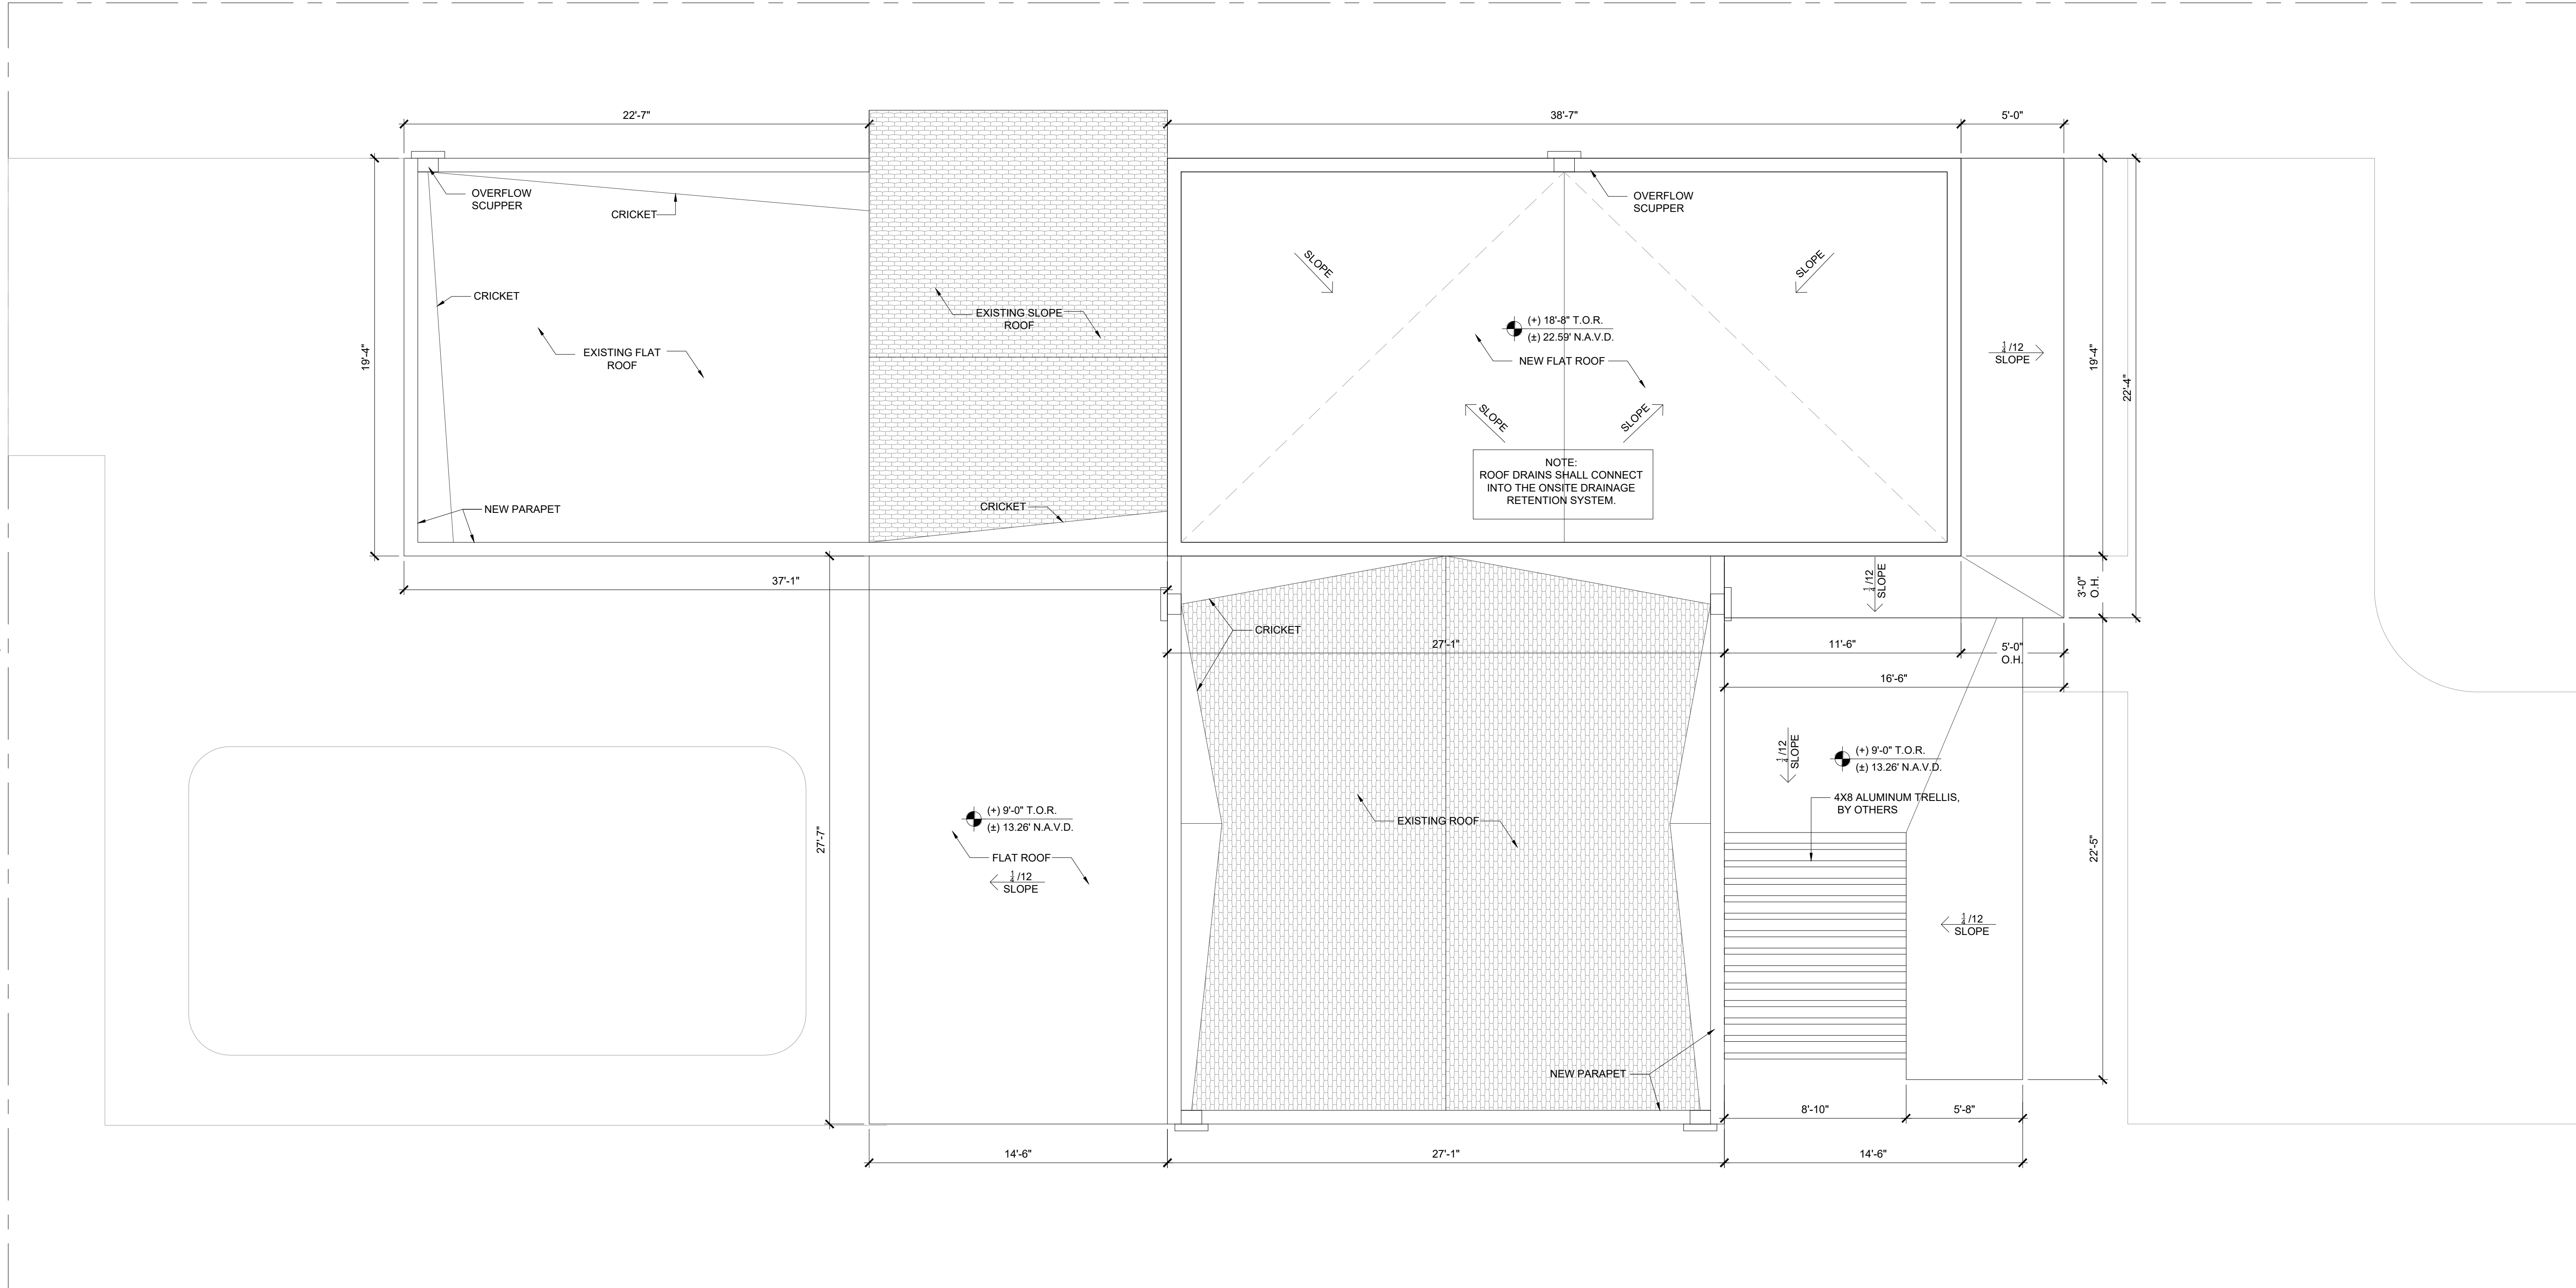 22'-7"
38'-7"
5'-0"
OVERFLOW
SCUPPER
CRICKET
OVERFLOW
SCUPPER
SLOPE
SLOPE
CRICKET
EXISTING SLOPE
ROOF
(+) 18'-8" T.O.R.
(±) 22.59' N.A.V.D.
NEW FLAT ROOF
EXISTING FLAT
ROOF
19'-4"
1/4 /12
SLOPE
19'-4"
22'-4"
SLOPE
SLOPE
NOTE:
ROOF DRAINS SHALL CONNECT
INTO THE ONSITE DRAINAGE
RETENTION SYSTEM.
NEW PARAPET
CRICKET
37'-1"
1/4 /12
SLOPE
3'-0"
O.H.
CRICKET
27'-1"
11'-6"
5'-0"
O.H.
16'-6"
1/4 /12
SLOPE
(+) 9'-0" T.O.R.
(±) 13.26' N.A.V.D.
4X8 ALUMINUM TRELLIS,
BY OTHERS
(+) 9'-0" T.O.R.
(±) 13.26' N.A.V.D.
EXISTING ROOF
27'-7"
22'-5"
FLAT ROOF
1/4 /12
SLOPE
1/4 /12
SLOPE
NEW PARAPET
8'-10"
5'-8"
14'-6"
27'-1"
14'-6"